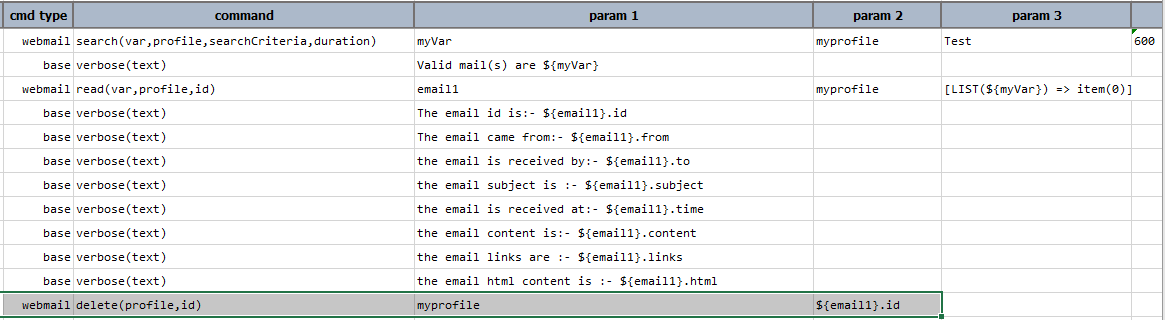 cmd type command param 1 param 2 param 3
webmail search(var,profile,searchCriteria,duration) myVar myprofile Test 600
base verbose(text) Valid mail(s) are ${myVar}
webmail read(var,profile,id) email1 myprofile [LIST(${myVar}) => item(0)]
base verbose(text) The email id is:- ${email1}.id
base verbose(text) The email came from:- ${email1}.from
base verbose(text) the email is received by:- ${email1}.to
base verbose(text) the email subject is :- ${email1}.subject
base verbose(text) the email is received at:- ${email1}.time
base verbose(text) the email content is:- ${email1}.content
base verbose(text) the email links are :- ${email1}.links
base verbose(text) the email html content is :- ${email1}.html
webmail delete(profile,id) myprofile ${email1}.id